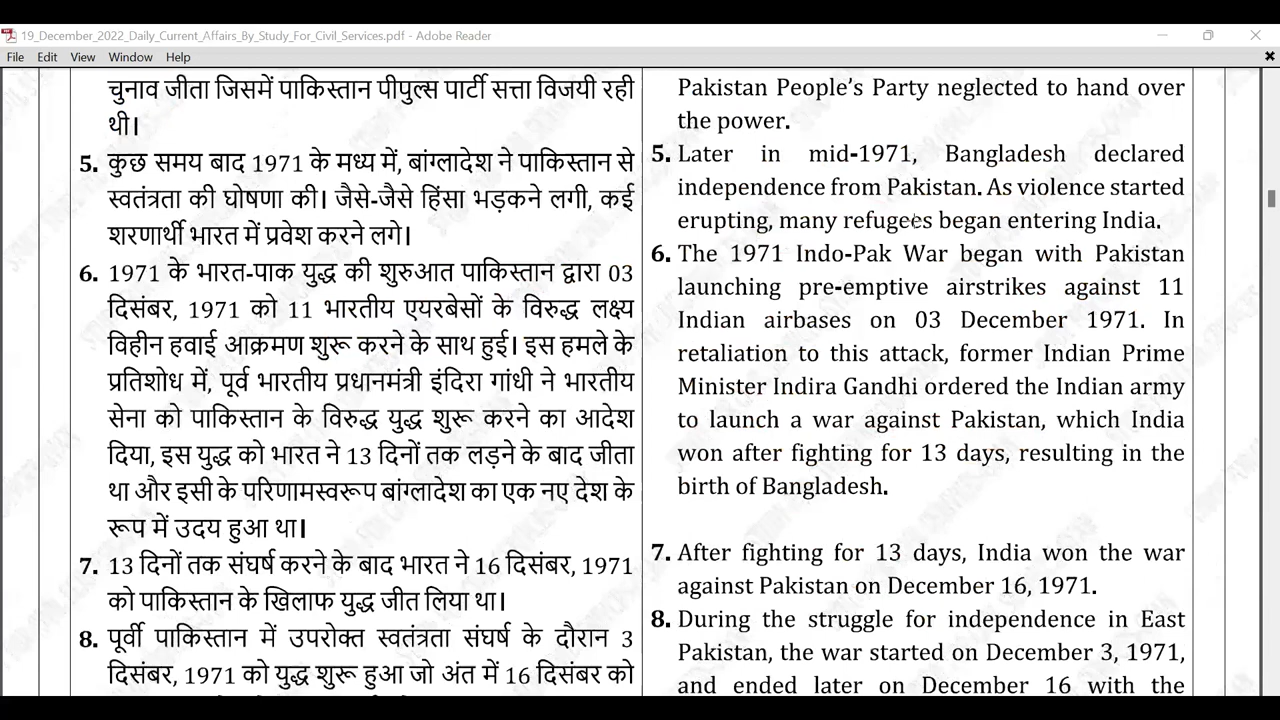 19_December_2022_Daily_Current_Affairs_By_Study_For_Civil_Services.pdf - Adobe Reader
File Edit View Window Help
चुनाव जीता जिसमें पाकिस्तान पीपुल्स पार्टी सत्ता विजयी रही
थी।
5. कुछ समय बाद 1971 के मध्य में, बांग्लादेश ने पाकिस्तान से
स्वतंत्रता की घोषणा की। जैसे-जैसे हिंसा भड़कने लगी, कई
शरणार्थी भारत में प्रवेश करने लगे।
6. 1971 के भारत-पाक युद्ध की शुरुआत पाकिस्तान द्वारा 03
दिसंबर, 1971 को 11 भारतीय एयरबेसों के विरुद्ध लक्ष्य
विहीन हवाई आक्रमण शुरू करने के साथ हुई। इस हमले के
प्रतिशोध में, पूर्व भारतीय प्रधानमंत्री इंदिरा गांधी ने भारतीय
सेना को पाकिस्तान के विरुद्ध युद्ध शुरू करने का आदेश
दिया, इस युद्ध को भारत ने 13 दिनों तक लड़ने के बाद जीता
था और इसी के परिणामस्वरूप बांग्लादेश का एक नए देश के
रूप में उदय हुआ था।
7. 13 दिनों तक संघर्ष करने के बाद भारत ने 16 दिसंबर, 1971
को पाकिस्तान के खिलाफ युद्ध जीत लिया था।
8. पूर्वी पाकिस्तान में उपरोक्त स्वतंत्रता संघर्ष के दौरान 3
दिसंबर, 1971 को युद्ध शुरू हुआ जो अंत में 16 दिसंबर को
Pakistan People's Party neglected to hand over
the power.
5. Later in mid-1971, Bangladesh declared
independence from Pakistan. As violence started
erupting, many refugees began entering India.
6. The 1971 Indo-Pak War began with Pakistan
launching pre-emptive airstrikes against 11
Indian airbases on 03 December 1971. In
retaliation to this attack, former Indian Prime
Minister Indira Gandhi ordered the Indian army
to launch a war against Pakistan, which India
won after fighting for 13 days, resulting in the
birth of Bangladesh.
7. After fighting for 13 days, India won the war
against Pakistan on December 16, 1971.
8. During the struggle for independence in East
Pakistan, the war started on December 3, 1971,
and ended later on December 16 with the